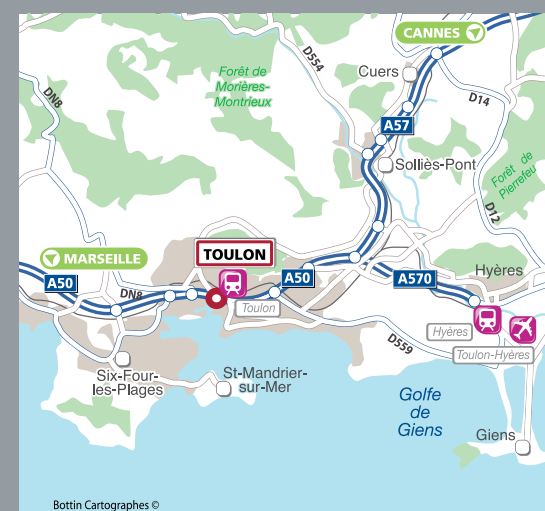 CANNES
D554
Forêt de
Morières-
Montrieux
Cuers
DN8
D14
A57
Solliès-Pont
Forêt de
Pierrefeu
D12
MARSEILLE
TOULON
A50
DN8
A50
A570
Hyères
Toulon
Hyères
Toulon-Hyères
D559
Six-Four-
les-Plages
St-Mandrier-
sur-Mer
Golfe
de
Giens
Giens
Bottin Cartographes ©